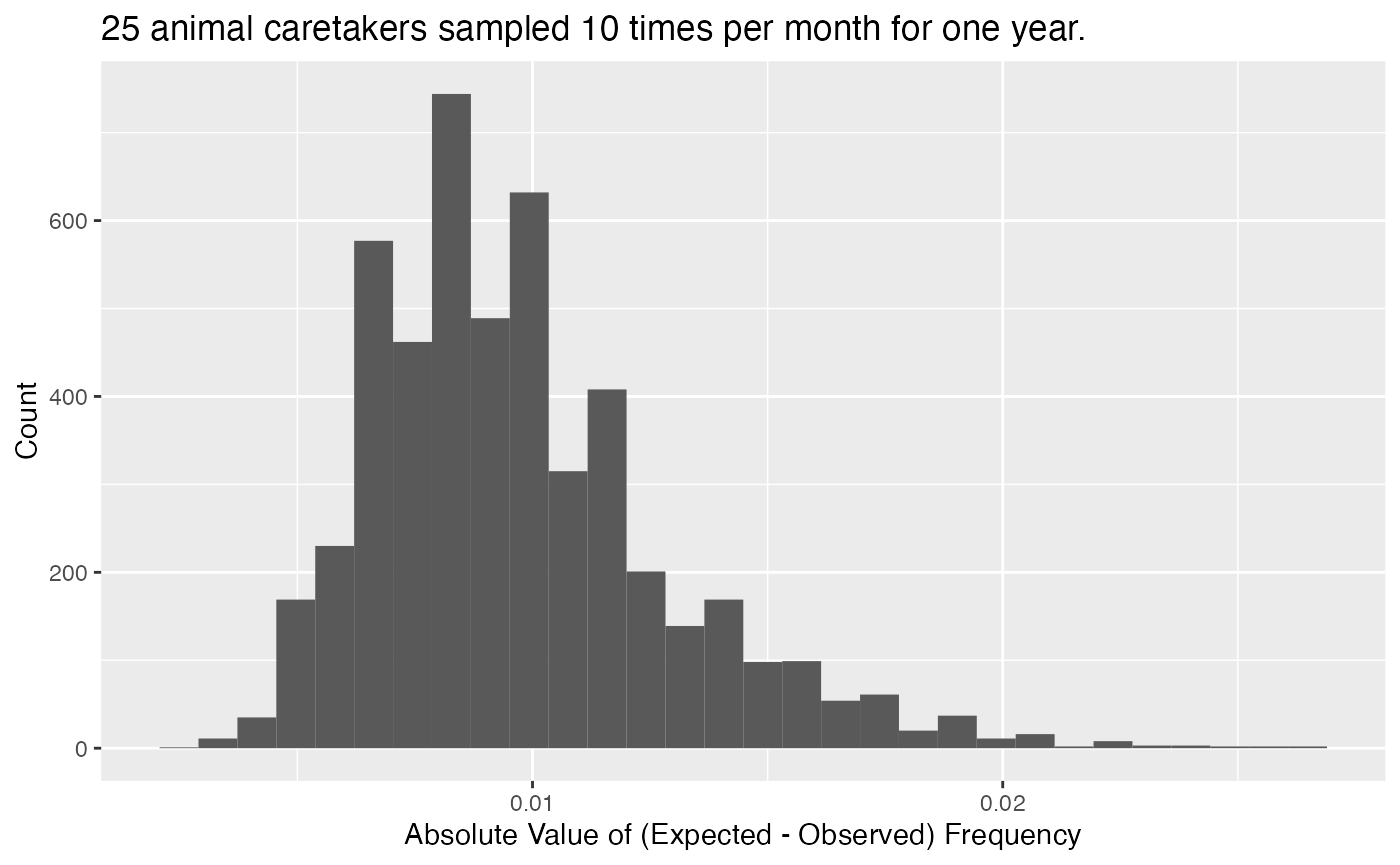 25 animal caretakers sampled 10 times per month for one year.
Count
600
400
200
0
0.01
0.02
Absolute Value of (Expected - Observed) Frequency